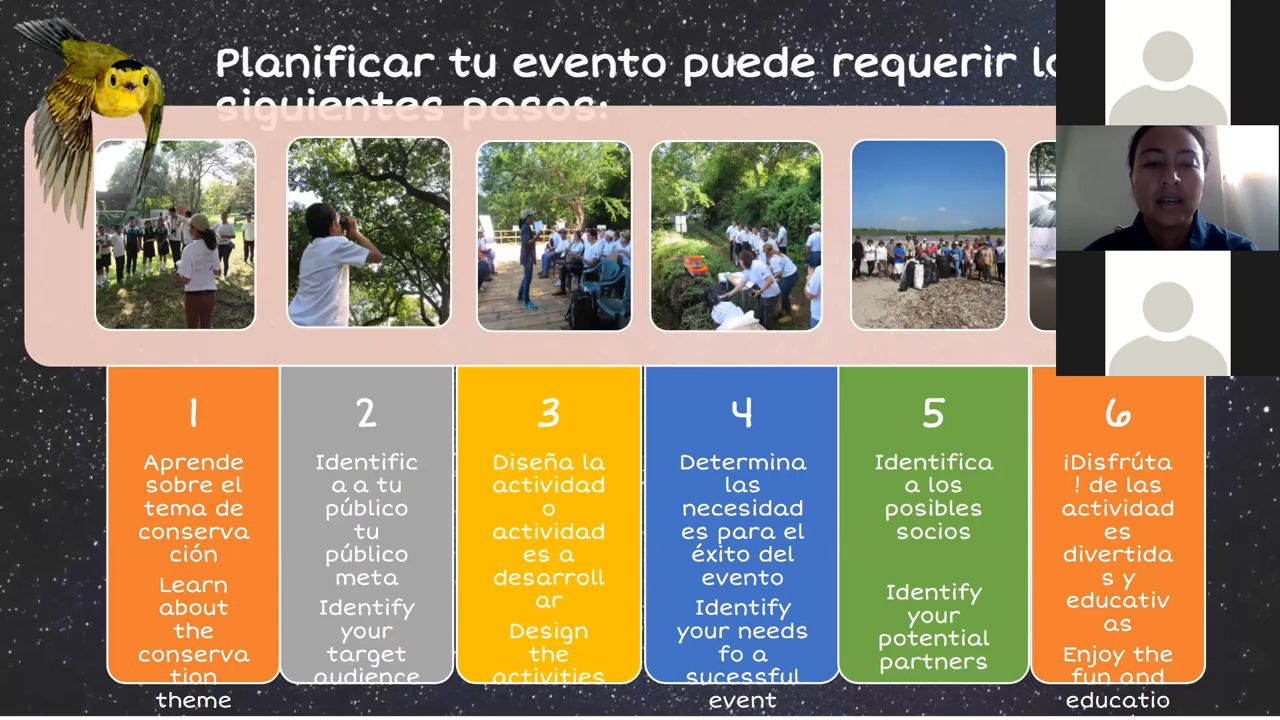 Planificar tu evento puede requerir lo
siguientes pasos:
1
Aprende
sobre el
tema de
conserva
ción
Learn
about
the
conserva
tion
theme
2
Identific
a a tu
público
tu
público
meta
Identify
your
target
audience
3
Diseña la
actividad
o
actividad
es a
desarroll
ar
Design
the
activities
4
Determina
las
necesidad
es para el
éxito del
evento
Identify
your needs
fo a
sucessful
event
5
Identifica
a los
posibles
socios
Identify
your
potential
partners
6
¡Disfrúta
! de las
actividad
es
divertida
s y
educativ
as
Enjoy the
fun and
educatio